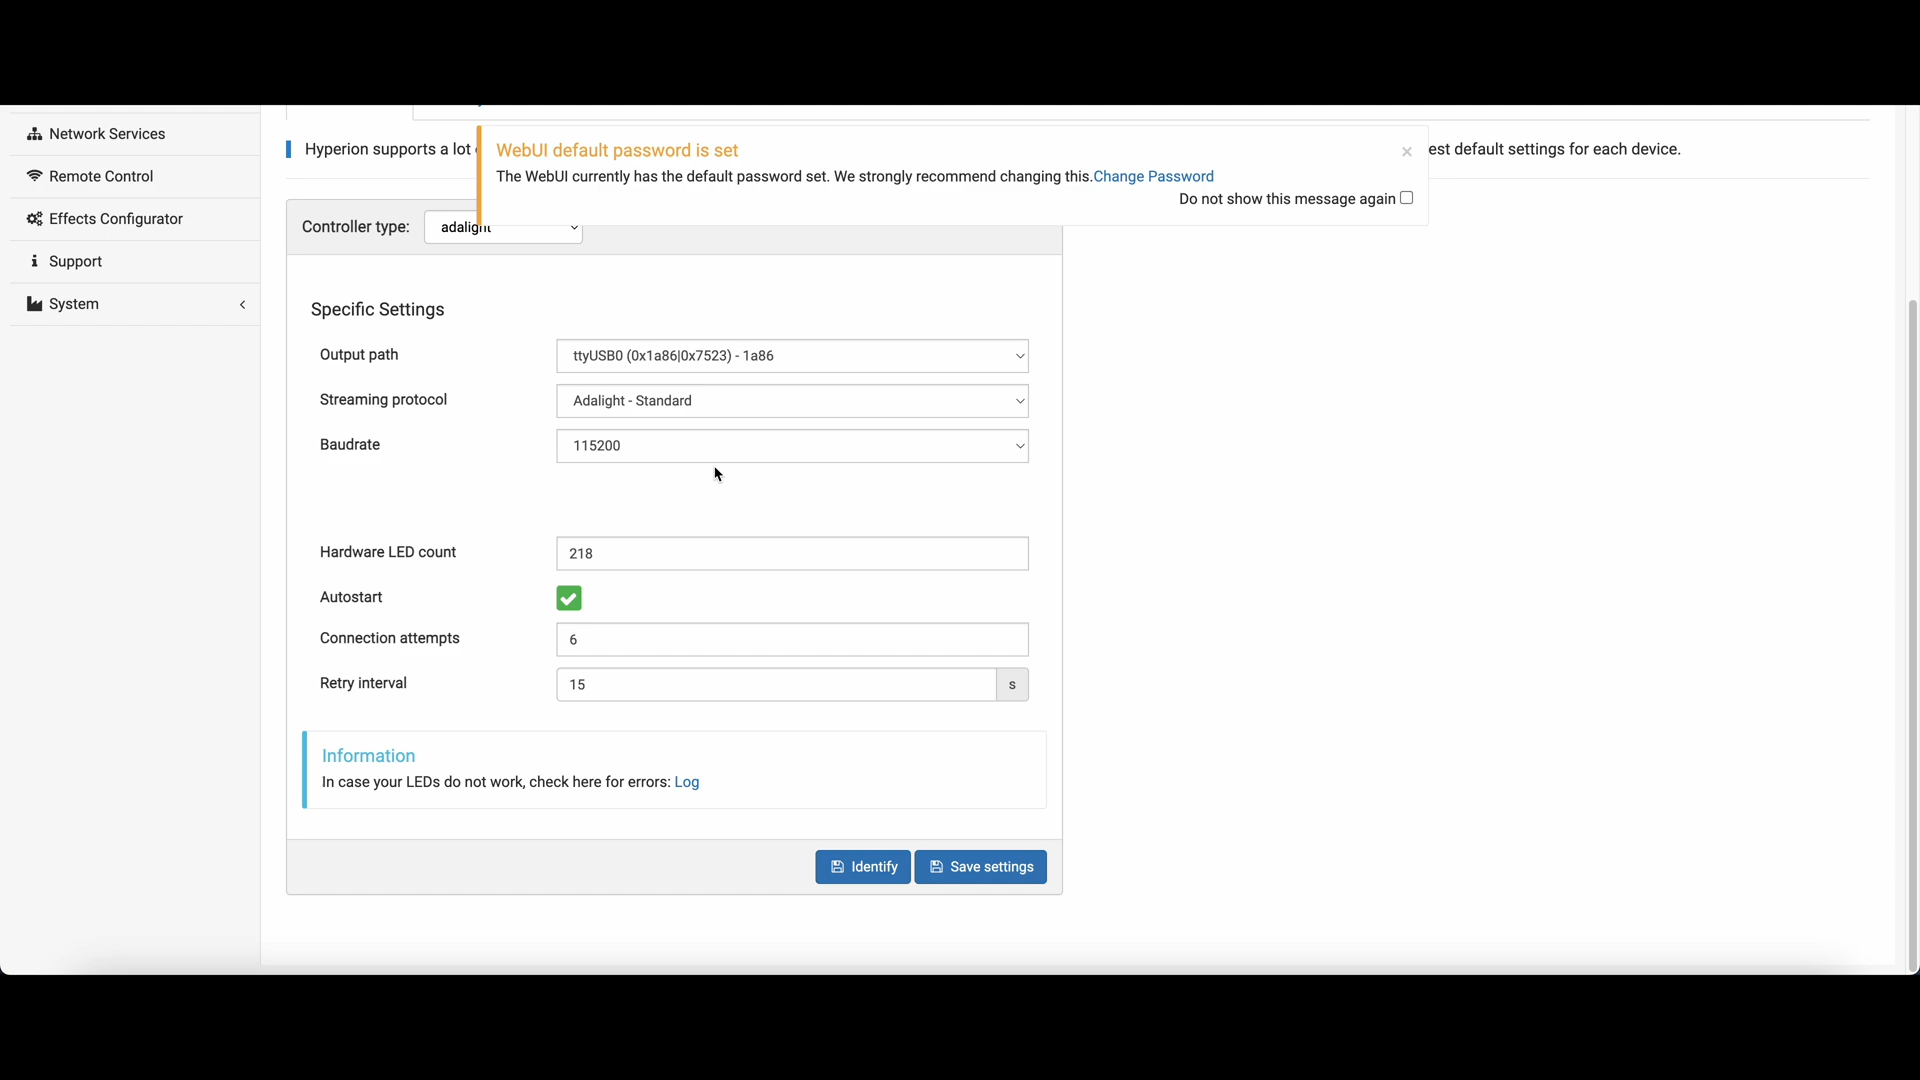 Network Services
Remote Control
Effects Configurator
Support
System
Hyperion supports a lot
est default settings for each device.
WebUI default password is set
×
The WebUI currently has the default password set. We strongly recommend changing this.Change Password
Do not show this message again
Controller type: adalight
Specific Settings
Output path ttyUSB0 (0x1a86|0x7523) - 1a86
Streaming protocol Adalight - Standard
Baudrate 115200
Hardware LED count 218
Autostart
Connection attempts 6
Retry interval 15 s
Information
In case your LEDs do not work, check here for errors: Log
Identify Save settings